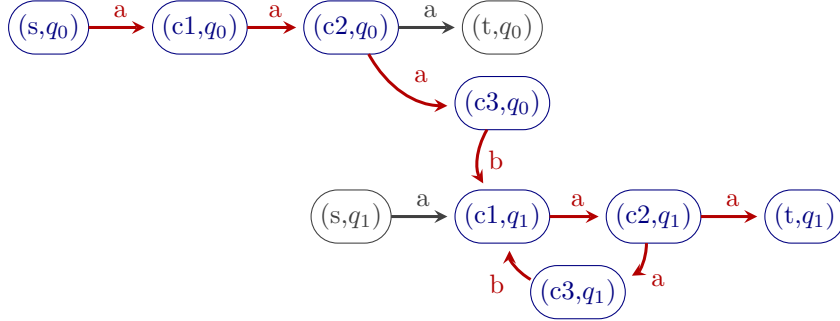 a a a
(s,q₀) (c1,q₀) (c2,q₀) (t,q₀)
a
(c3,q₀)
b
a a a
(s,q₁) (c1,q₁) (c2,q₁) (t,q₁)
b a
(c3,q₁)